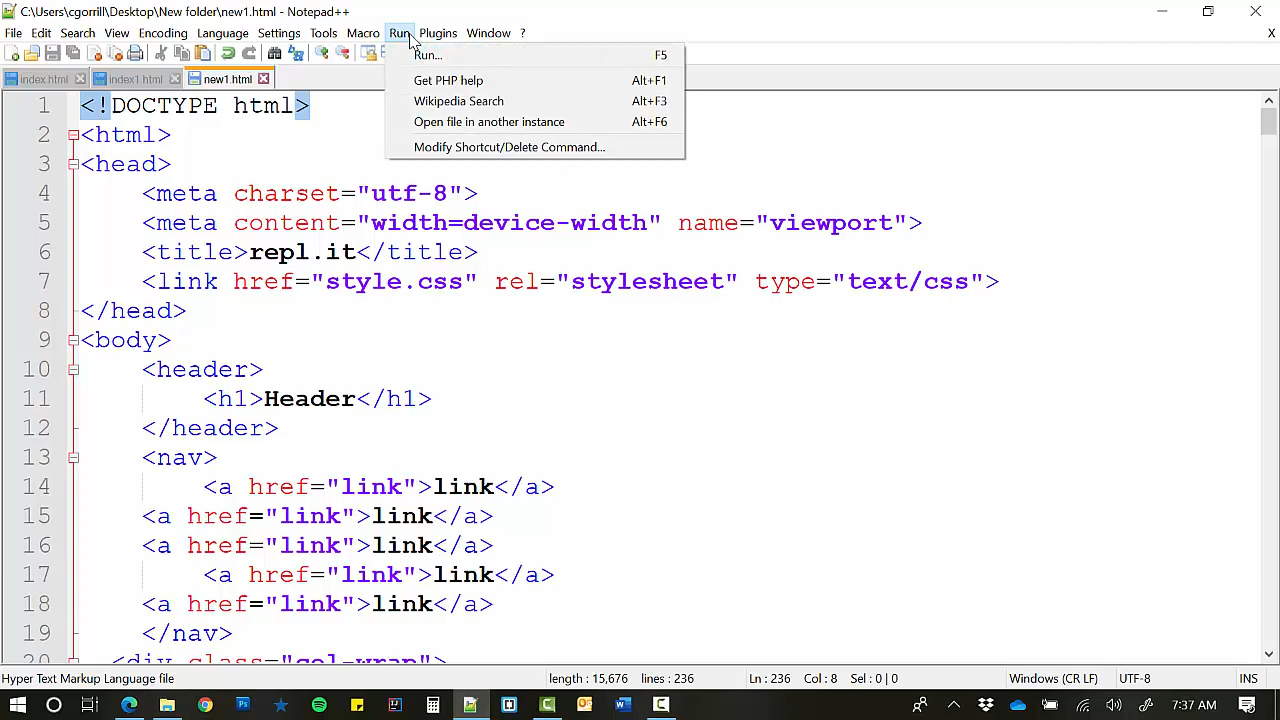 C:\Users\cgorrill\Desktop\New folder\new1.html - Notepad++
File Edit Search View Encoding Language Settings Tools Macro Run Plugins Window ? X
Run... F5
Get PHP help Alt+F1
Wikipedia Search Alt+F3
Open file in another instance Alt+F6
Modify Shortcut/Delete Command...
index.html index1.html new1.html
1 <!DOCTYPE html>
2 <html>
3 <head>
4 <meta charset="utf-8">
5 <meta content="width=device-width" name="viewport">
6 <title>repl.it</title>
7 <link href="style.css" rel="stylesheet" type="text/css">
8 </head>
9 <body>
10 <header>
11 <h1>Header</h1>
12 </header>
13 <nav>
14 <a href="link">link</a>
15 <a href="link">link</a>
16 <a href="link">link</a>
17 <a href="link">link</a>
18 <a href="link">link</a>
19 </nav>
20 <div class="col-wrap">
Hyper Text Markup Language file length : 15,676 lines : 236 Ln : 236 Col : 8 Sel : 0 | 0 Windows (CR LF) UTF-8 INS
7:37 AM